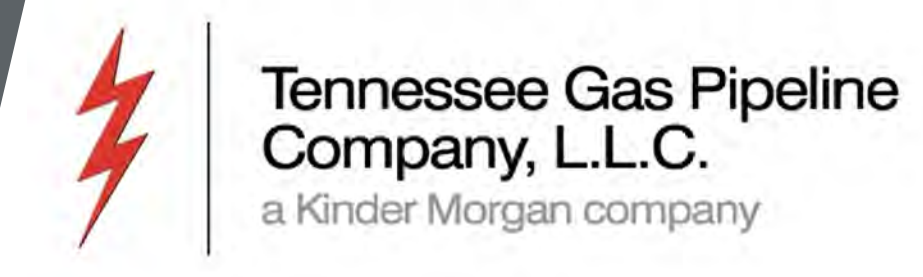 Tennessee Gas Pipeline
Company, L.L.C.
a Kinder Morgan company